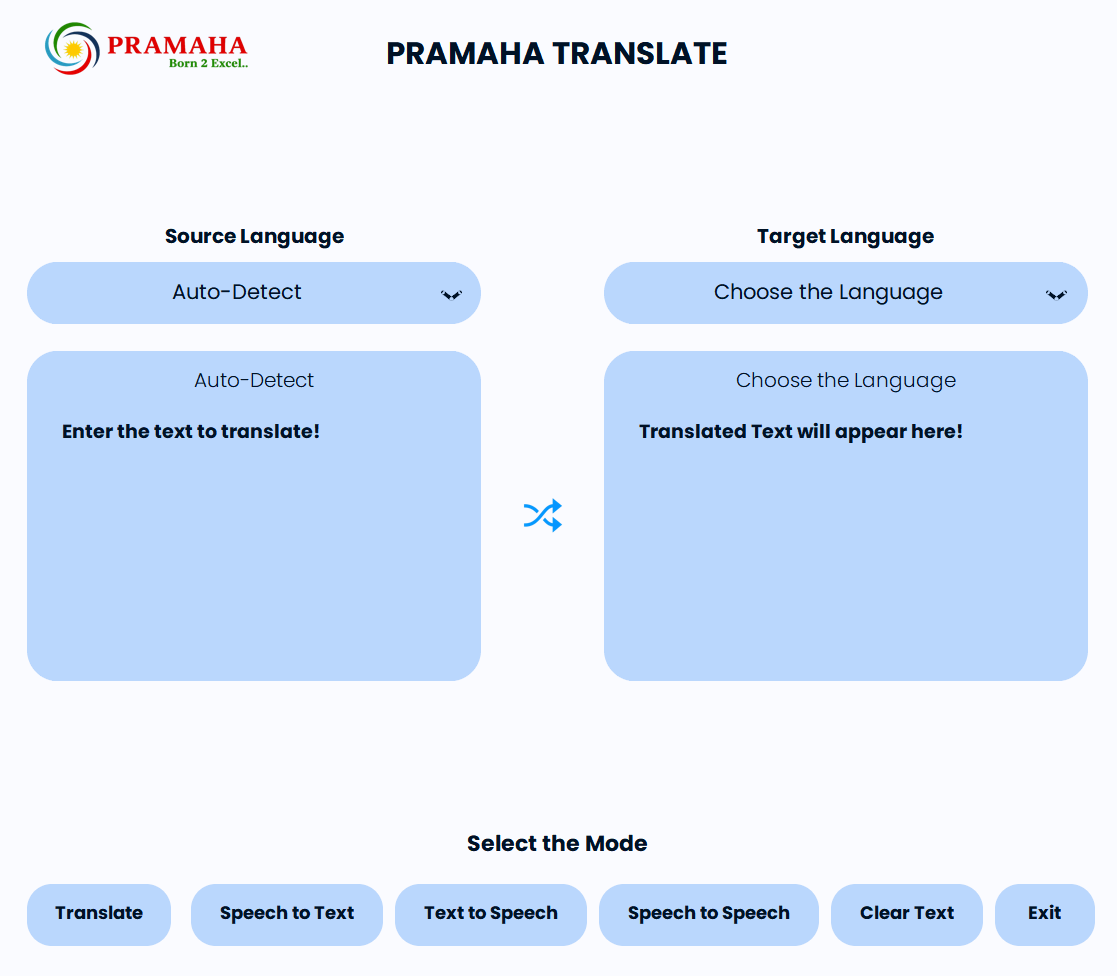 PRAMAHA
Born 2 Excel..
PRAMAHA TRANSLATE
Source Language
Target Language
Auto-Detect
Choose the Language
Auto-Detect
Choose the Language
Enter the text to translate!
Translated Text will appear here!
Select the Mode
Translate
Speech to Text
Text to Speech
Speech to Speech
Clear Text
Exit